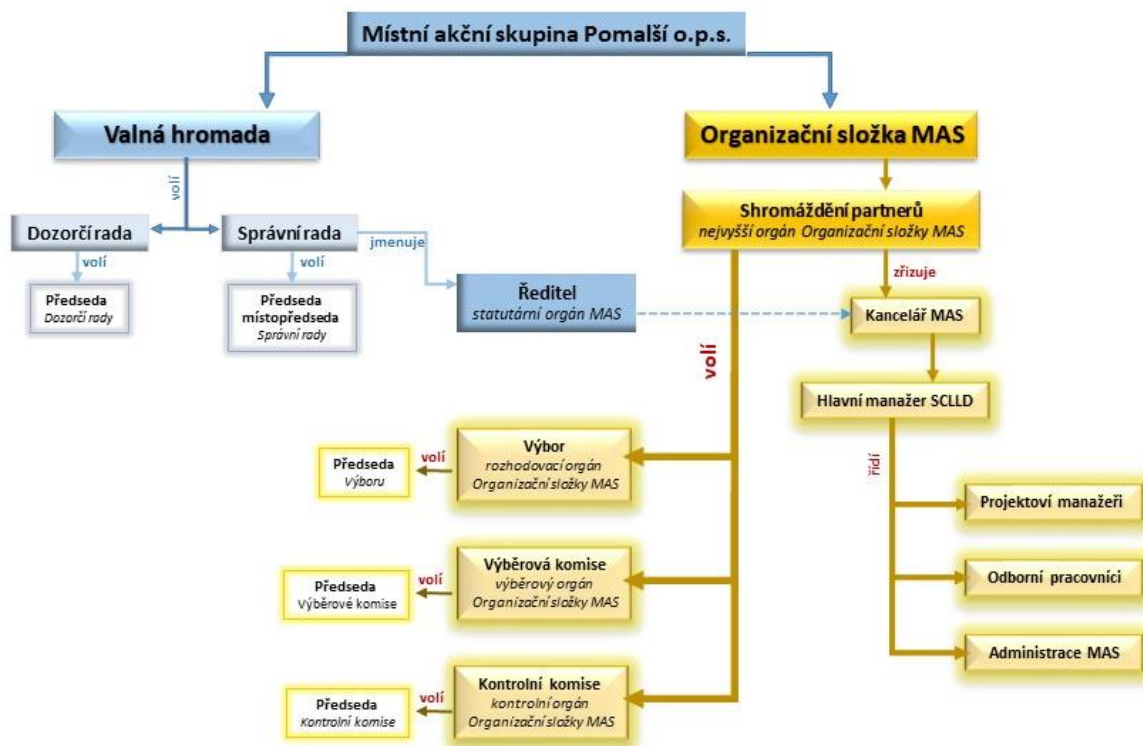 Místní akční skupina Pomalší o.p.s.
Valná hromada
Organizační složka MAS
volí
Shromáždění partnerů
nejvyšší orgán Organizační složky MAS
Dozorčí rada
Správní rada
jmenuje
volí
volí
zřizuje
Předseda
Dozorčí rady
Předseda
místopředseda
Správní rady
Ředitel
statutární orgán MAS
Kancelář MAS
volí
Hlavní manažer SCLLD
řídí
Výbor
rozhodovací orgán
Organizační složky MAS
volí
Předseda
Výboru
Projektoví manažeři
Výběrová komise
výběrový orgán
Organizační složky MAS
volí
Předseda
Výběrové komise
Odborní pracovníci
Administrace MAS
Kontrolní komise
kontrolní orgán
Organizační složky MAS
volí
Předseda
Kontrolní komise